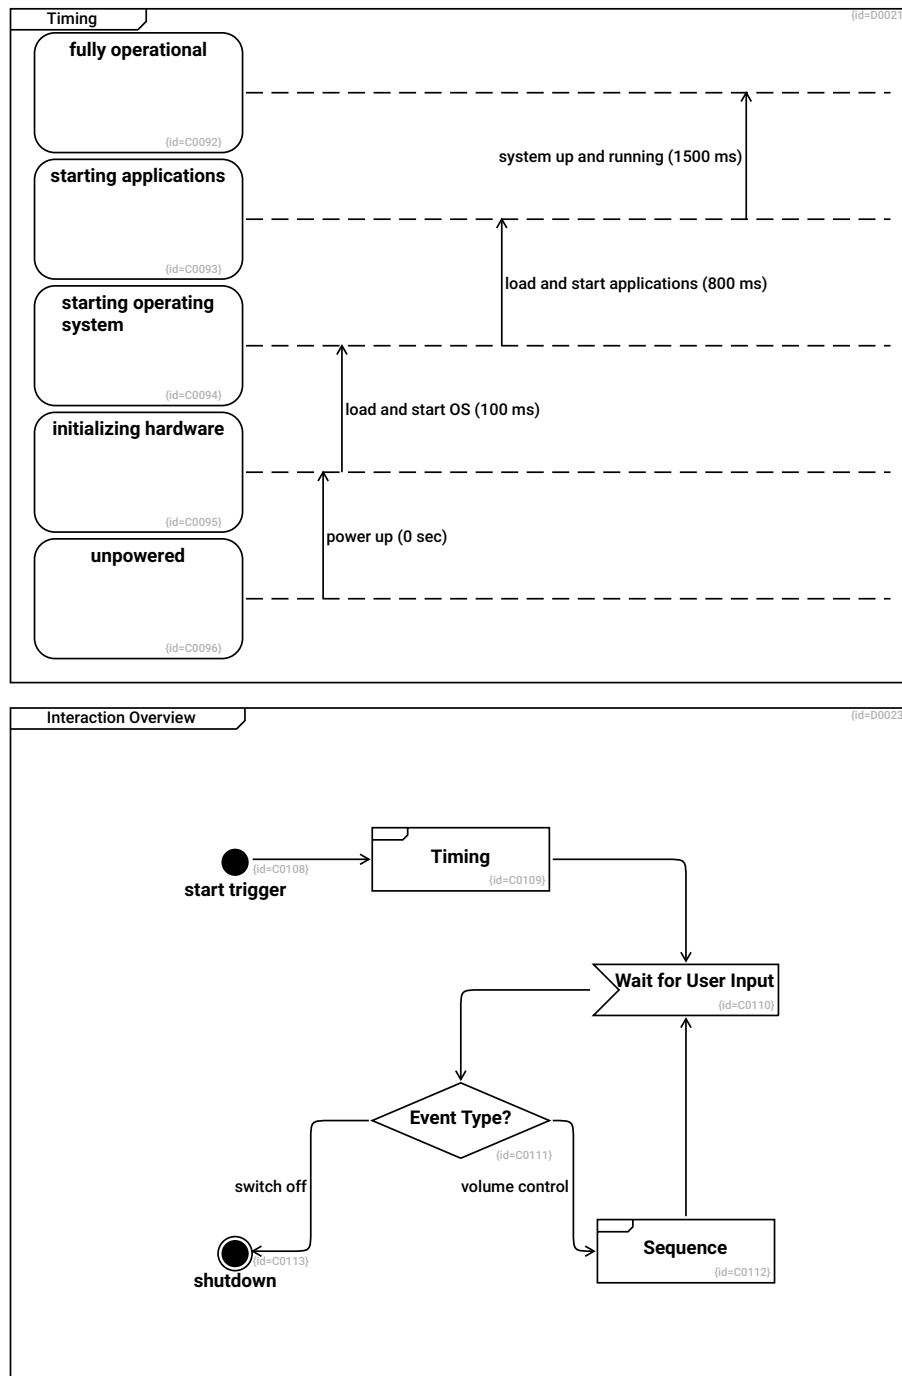 Timing
{id=D0021
fully operational
{id=C0092}
system up and running (1500 ms)
starting applications
{id=C0093}
load and start applications (800 ms)
starting operating
system
{id=C0094}
load and start OS (100 ms)
initializing hardware
{id=C0095}
power up (0 sec)
unpowered
{id=C0096}
Interaction Overview
{id=D0023
Timing
{id=C0108}
{id=C0109}
start trigger
Wait for User Input
{id=C0110}
Event Type?
{id=C0111}
switch off
volume control
Sequence
{id=C0113}
{id=C0112}
shutdown